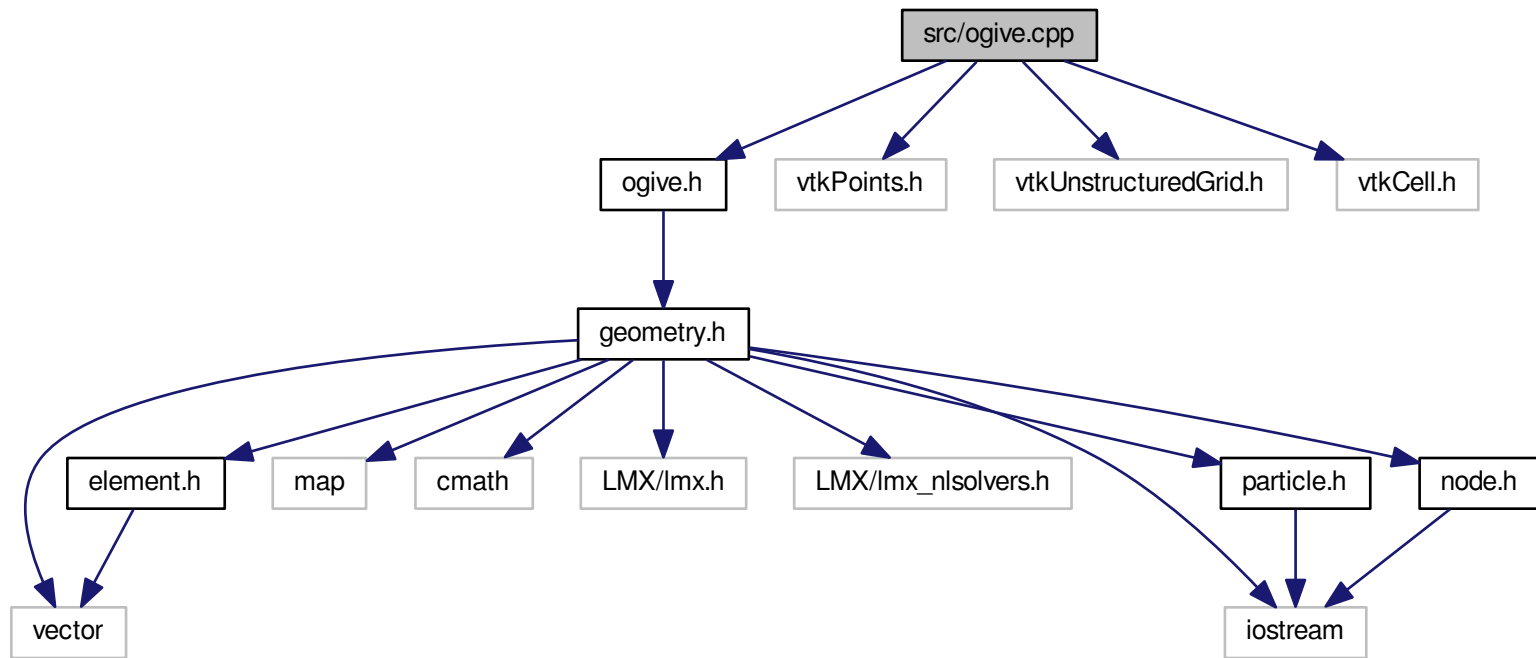 src/ogive.cpp
ogive.h
vtkPoints.h
vtkUnstructuredGrid.h
vtkCell.h
geometry.h
element.h
map
cmath
LMX/lmx.h
LMX/lmx_nlsolvers.h
particle.h
node.h
vector
iostream